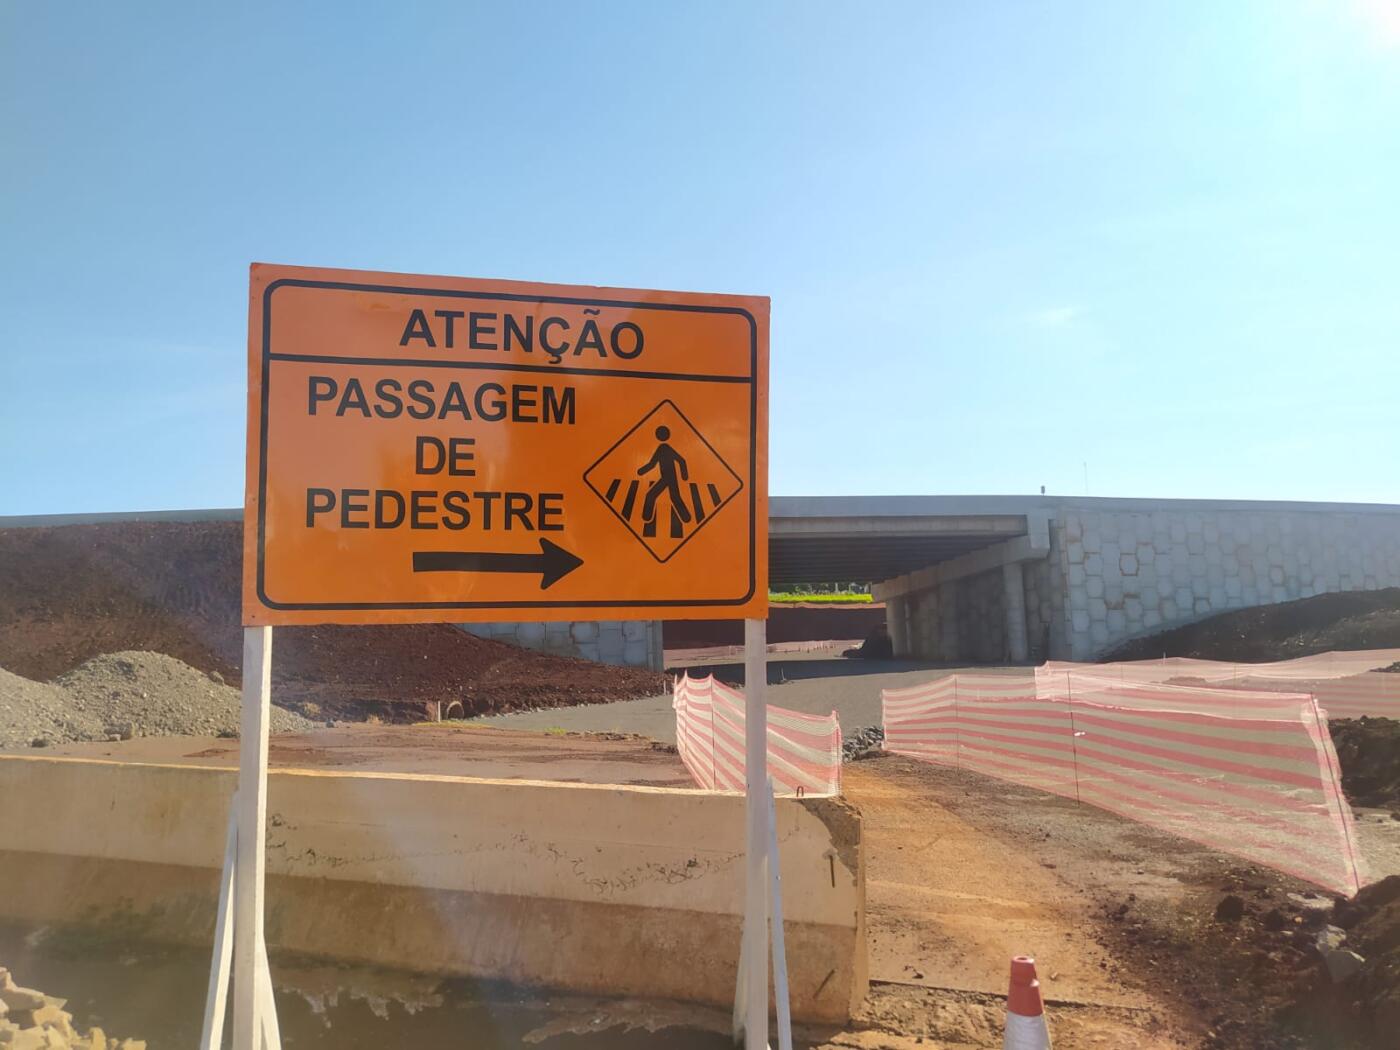 ATENÇÃO
PASSAGEM
DE
PEDESTRE